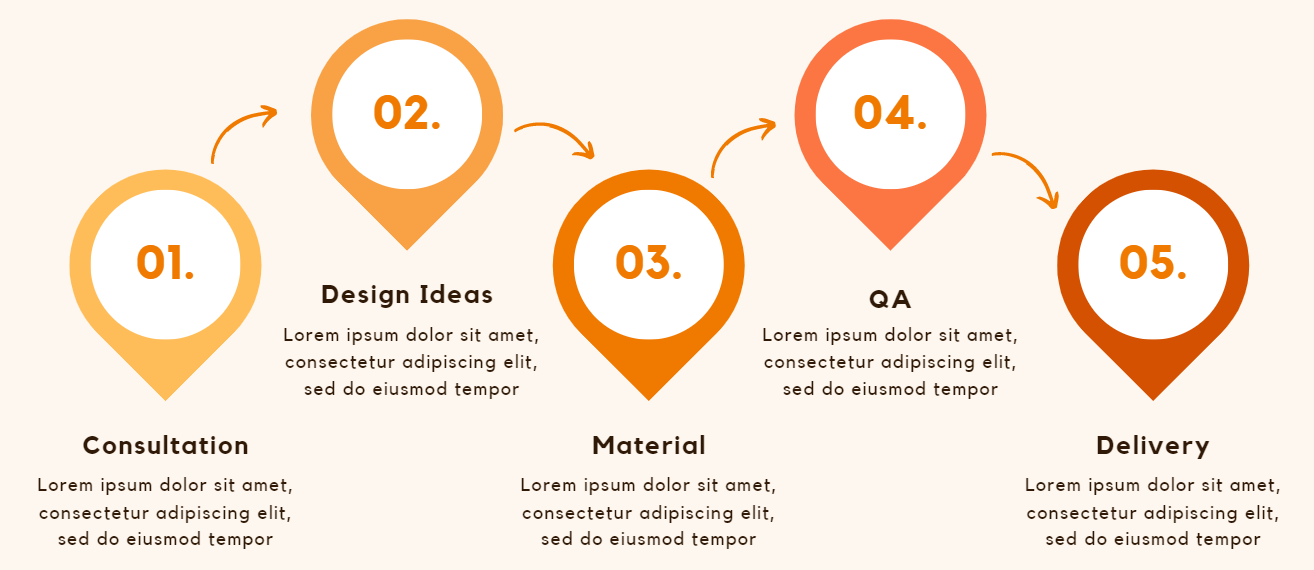 01.
Consultation
Lorem ipsum dolor sit amet,
consectetur adipiscing elit,
sed do eiusmod tempor
02.
Design Ideas
Lorem ipsum dolor sit amet,
consectetur adipiscing elit,
sed do eiusmod tempor
03.
Material
Lorem ipsum dolor sit amet,
consectetur adipiscing elit,
sed do eiusmod tempor
04.
QA
Lorem ipsum dolor sit amet,
consectetur adipiscing elit,
sed do eiusmod tempor
05.
Delivery
Lorem ipsum dolor sit amet,
consectetur adipiscing elit,
sed do eiusmod tempor